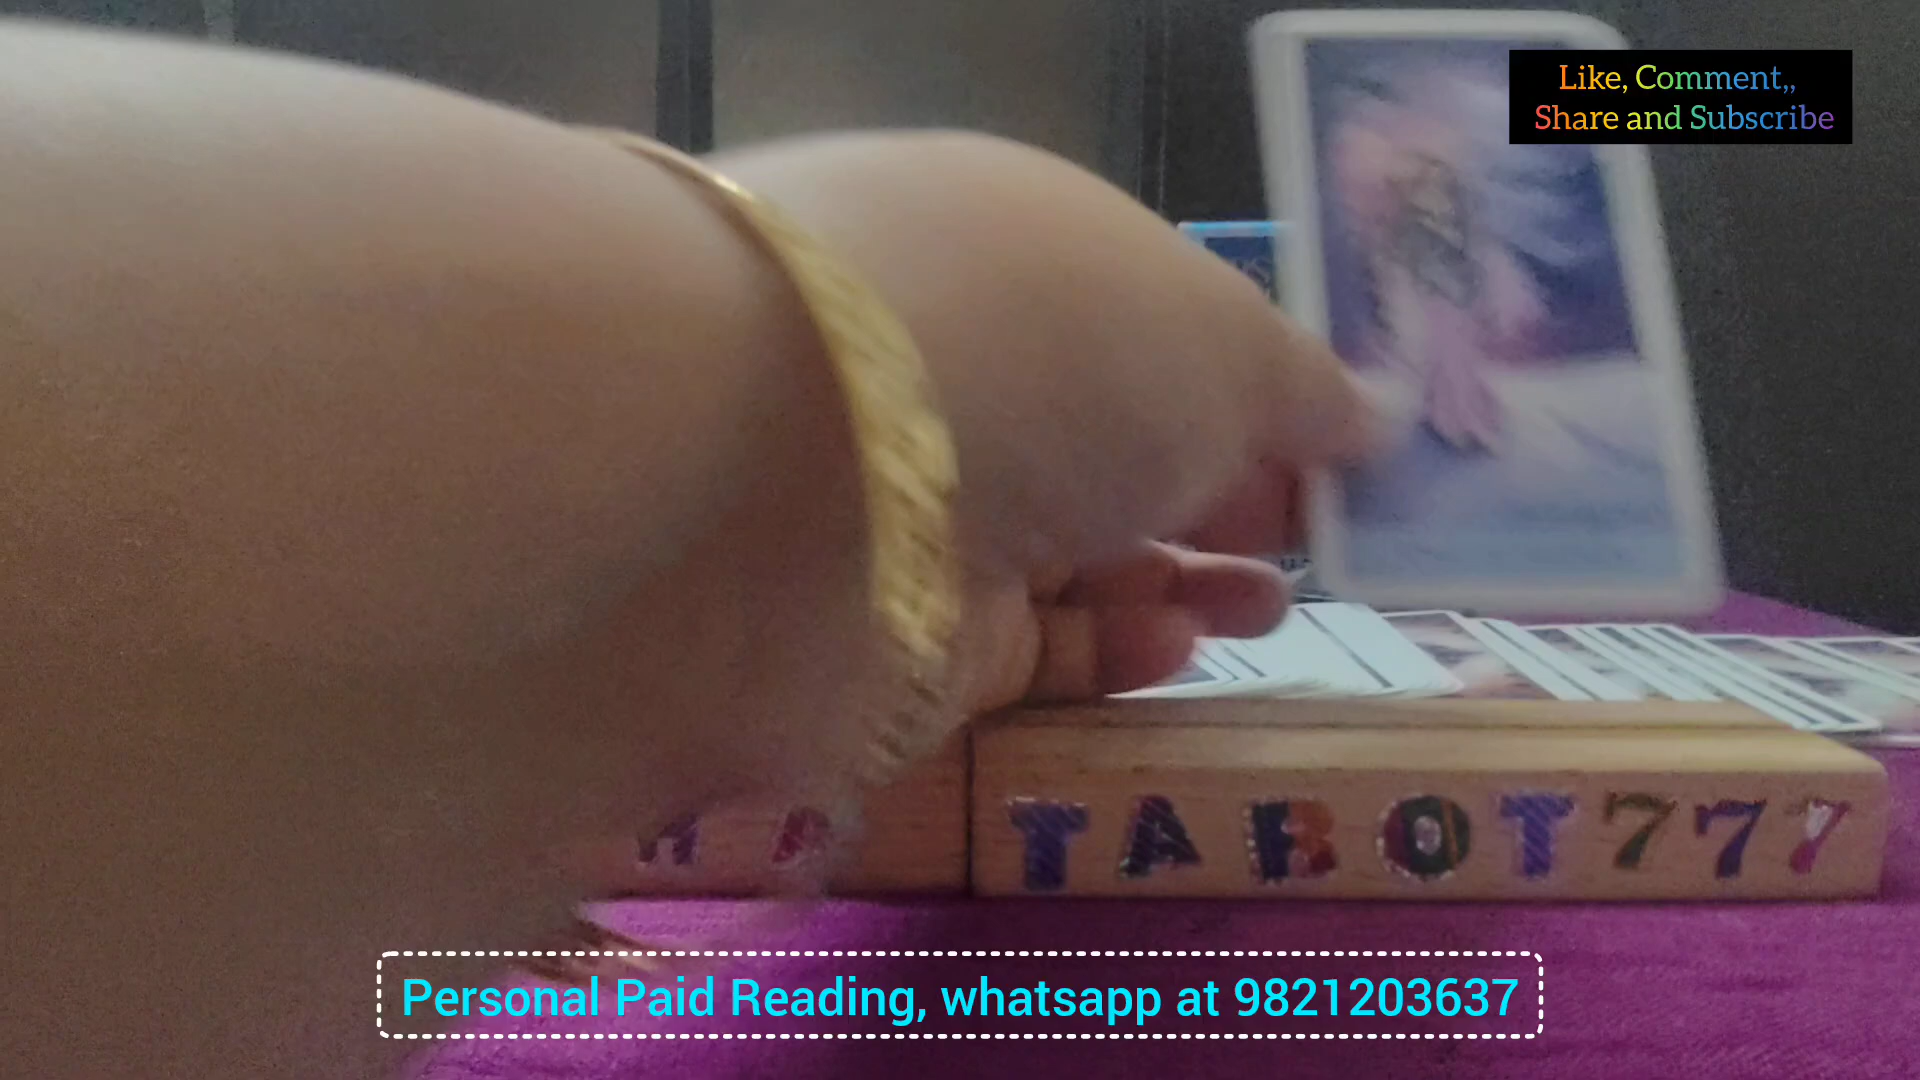 Like, Comment,,
Share and Subscribe
TAROT777
Personal Paid Reading, whatsapp at 9821203637